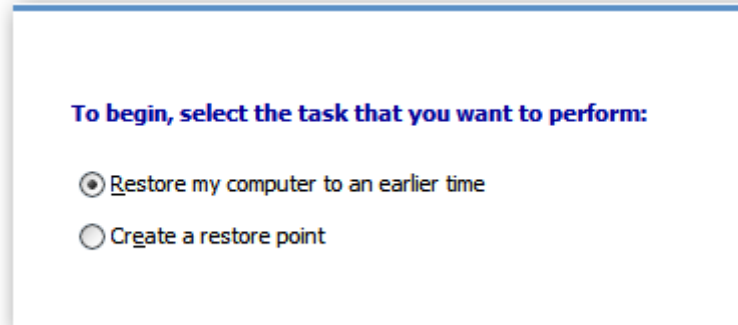 To begin, select the task that you want to perform:
Restore my computer to an earlier time
Create a restore point